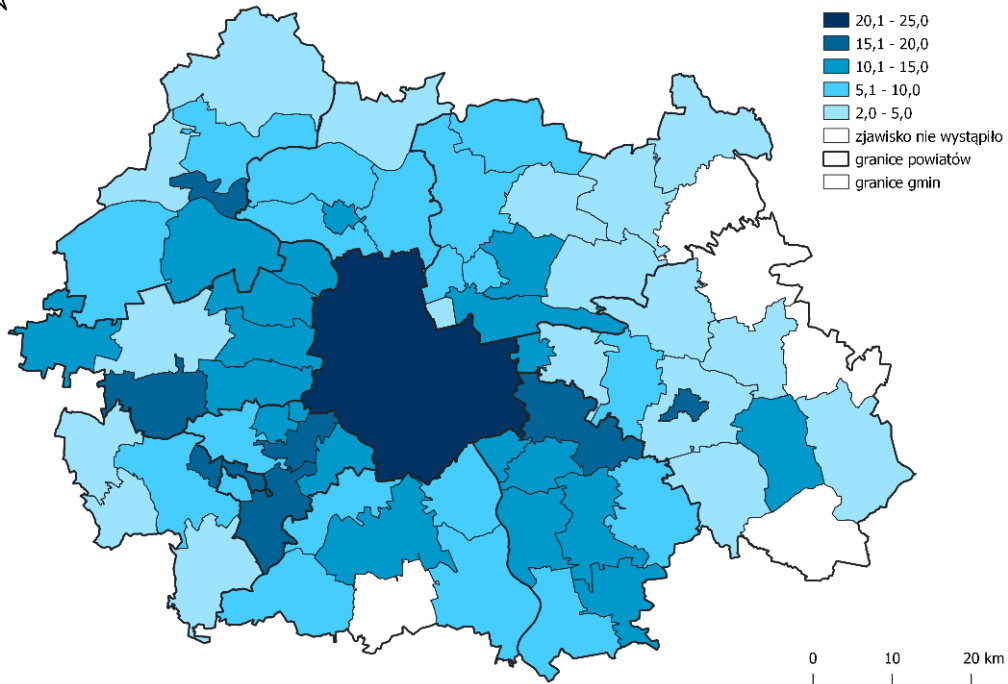 20,1 - 25,0
15,1 - 20,0
10,1 - 15,0
5,1 - 10,0
2,0 - 5,0
zjawisko nie wystąpiło
granice powiatów
granice gmin
0 10 20 km